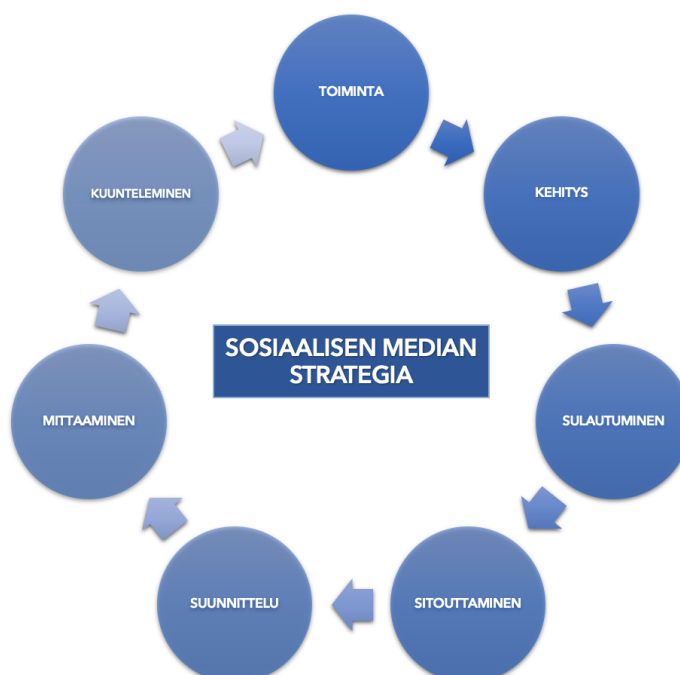 TOIMINTA
KEHITYS
SULAUTUMINEN
SITOUTTAMINEN
SUUNNITTELU
MITTAAMINEN
KUUNTELEMINEN
SOSIAALISEN MEDIAN
STRATEGIA